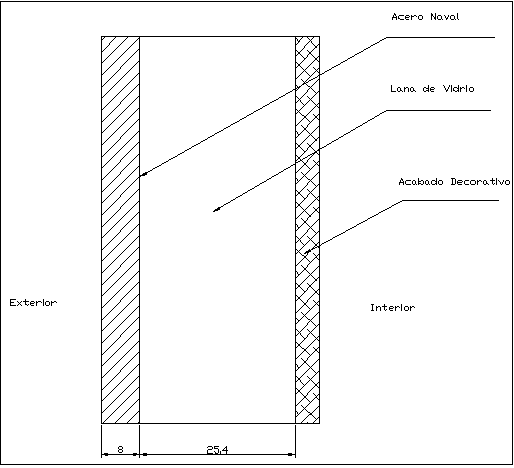 Acero Naval
Lana de Vidrio
Acabado Decorativo
Exterior
Interior
8
25.4